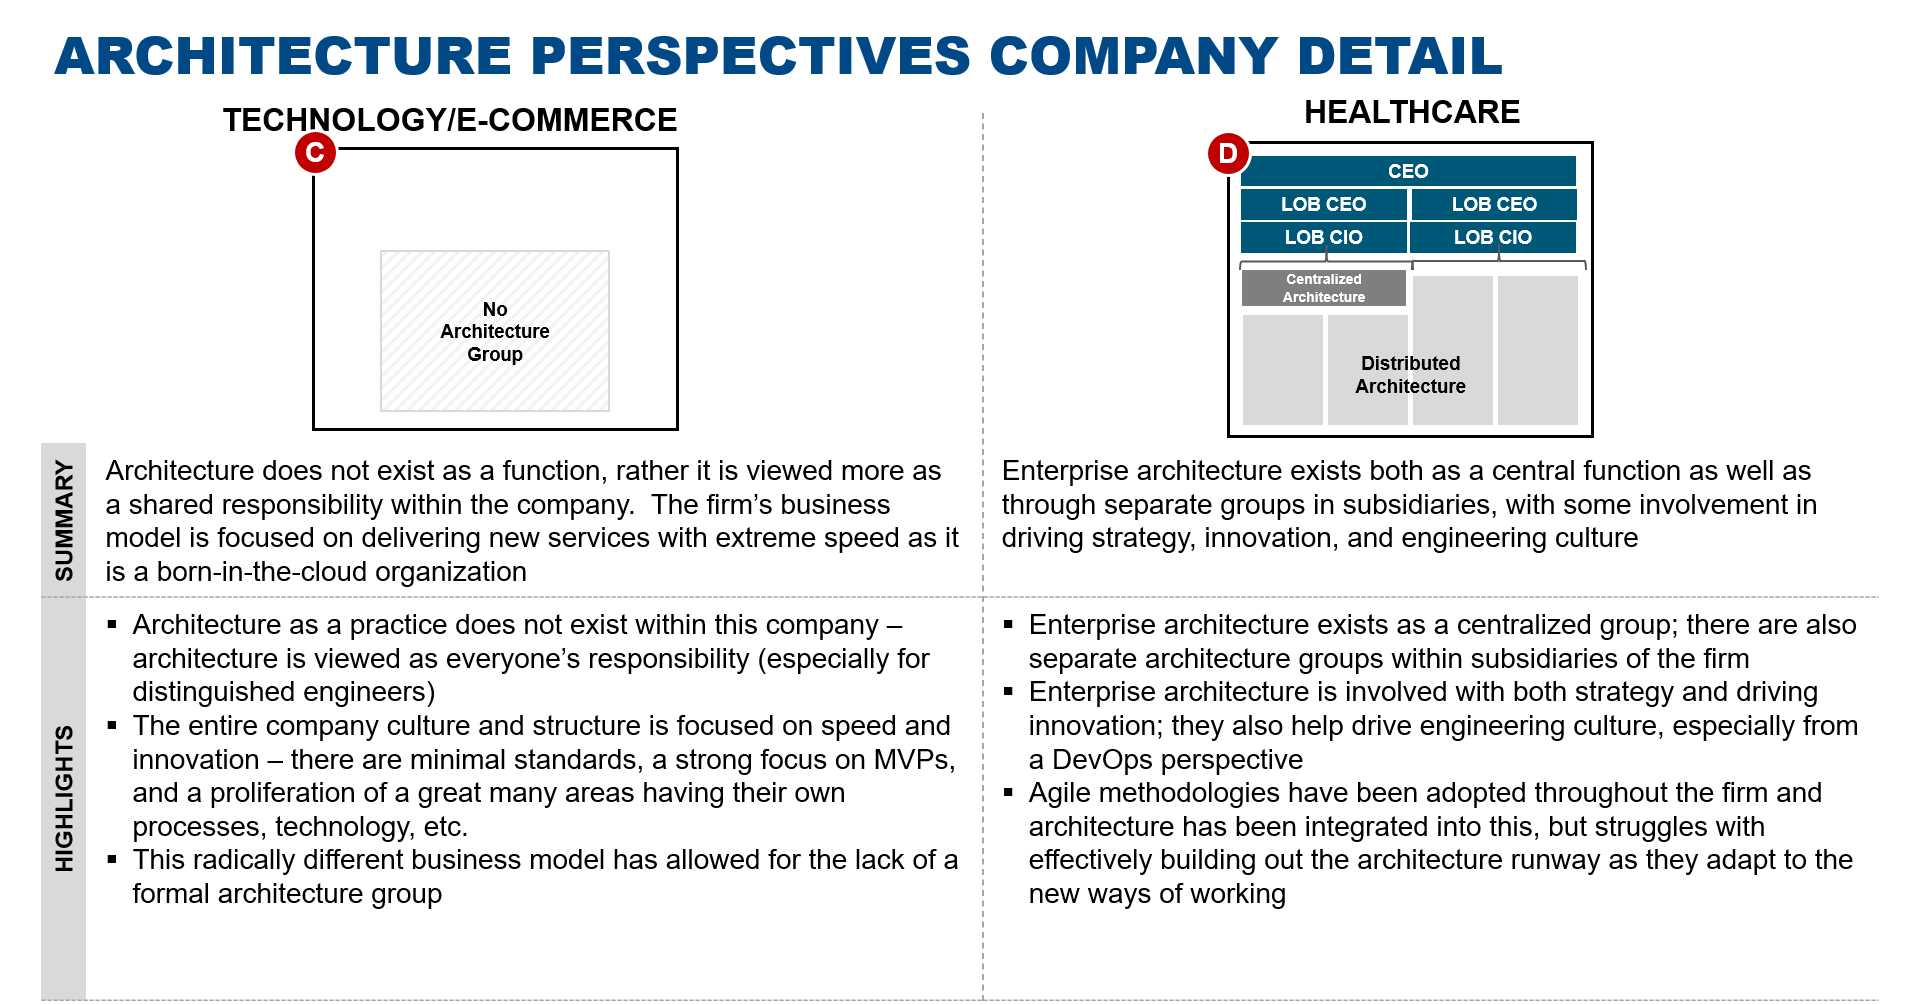 ARCHITECTURE PERSPECTIVES COMPANY DETAIL
TECHNOLOGY/E-COMMERCE
C
No
Architecture
Group
HEALTHCARE
D
CEO
LOB CEO LOB CEO
LOB CIO LOB CIO
Centralized
Architecture
Distributed
Architecture
SUMMARY
Architecture does not exist as a function, rather it is viewed more as
a shared responsibility within the company.  The firm’s business
model is focused on delivering new services with extreme speed as it
is a born-in-the-cloud organization
Enterprise architecture exists both as a central function as well as
through separate groups in subsidiaries, with some involvement in
driving strategy, innovation, and engineering culture
HIGHLIGHTS
▪ Architecture as a practice does not exist within this company –
architecture is viewed as everyone’s responsibility (especially for
distinguished engineers)
▪ The entire company culture and structure is focused on speed and
innovation – there are minimal standards, a strong focus on MVPs,
and a proliferation of a great many areas having their own
processes, technology, etc.
▪ This radically different business model has allowed for the lack of a
formal architecture group
▪ Enterprise architecture exists as a centralized group; there are also
separate architecture groups within subsidiaries of the firm
▪ Enterprise architecture is involved with both strategy and driving
innovation; they also help drive engineering culture, especially from
a DevOps perspective
▪ Agile methodologies have been adopted throughout the firm and
architecture has been integrated into this, but struggles with
effectively building out the architecture runway as they adapt to the
new ways of working